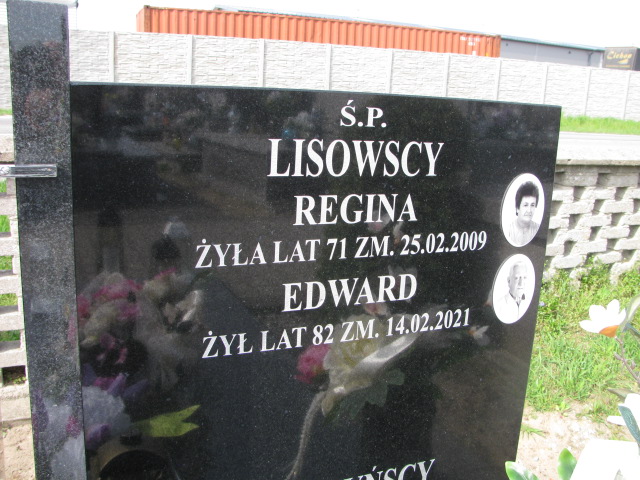 Ś.P.
LISOWSCY
REGINA
ŻYŁA LAT 71 ZM. 25.02.2009
EDWARD
ŻYŁ LAT 82 ZM. 14.02.2021